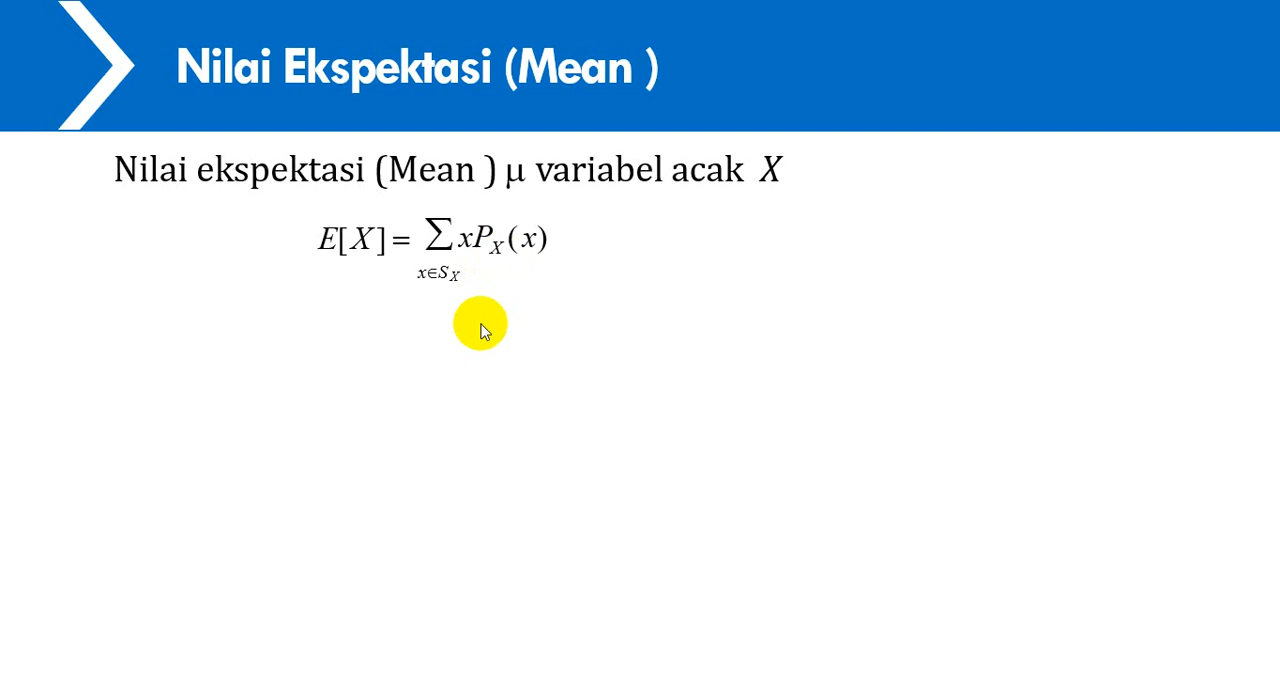 Nilai Ekspektasi (Mean )
Nilai ekspektasi (Mean ) μ variabel acak X
E[X] = ∑ xP_X(x)
x∈S_X